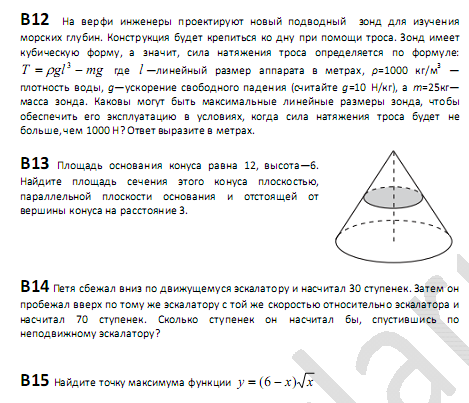 В12 На верфи инженеры проектируют новый подводный зонд для изучения
морских глубин. Конструкция будет крепиться ко дну при помощи троса. Зонд имеет
кубическую форму, а значит, сила натяжения троса определяется по формуле:
T = ρgl³ − mg где l —линейный размер аппарата в метрах, ρ=1000 кг/м³ —
плотность воды, g—ускорение свободного падения (считайте g=10 Н/кг), а m=25кг—
масса зонда. Каковы могут быть максимальные линейные размеры зонда, чтобы
обеспечить его эксплуатацию в условиях, когда сила натяжения троса будет не
больше, чем 1000 Н? Ответ выразите в метрах.
В13 Площадь основания конуса равна 12, высота—6.
Найдите площадь сечения этого конуса плоскостью,
параллельной плоскости основания и отстоящей от
вершины конуса на расстояние 3.
В14 Петя сбежал вниз по движущемуся эскалатору и насчитал 30 ступенек. Затем он
пробежал вверх по тому же эскалатору с той же скоростью относительно эскалатора и
насчитал 70 ступенек. Сколько ступенек он насчитал бы, спустившись по
неподвижному эскалатору?
В15 Найдите точку максимума функции y = (6 − x)√x